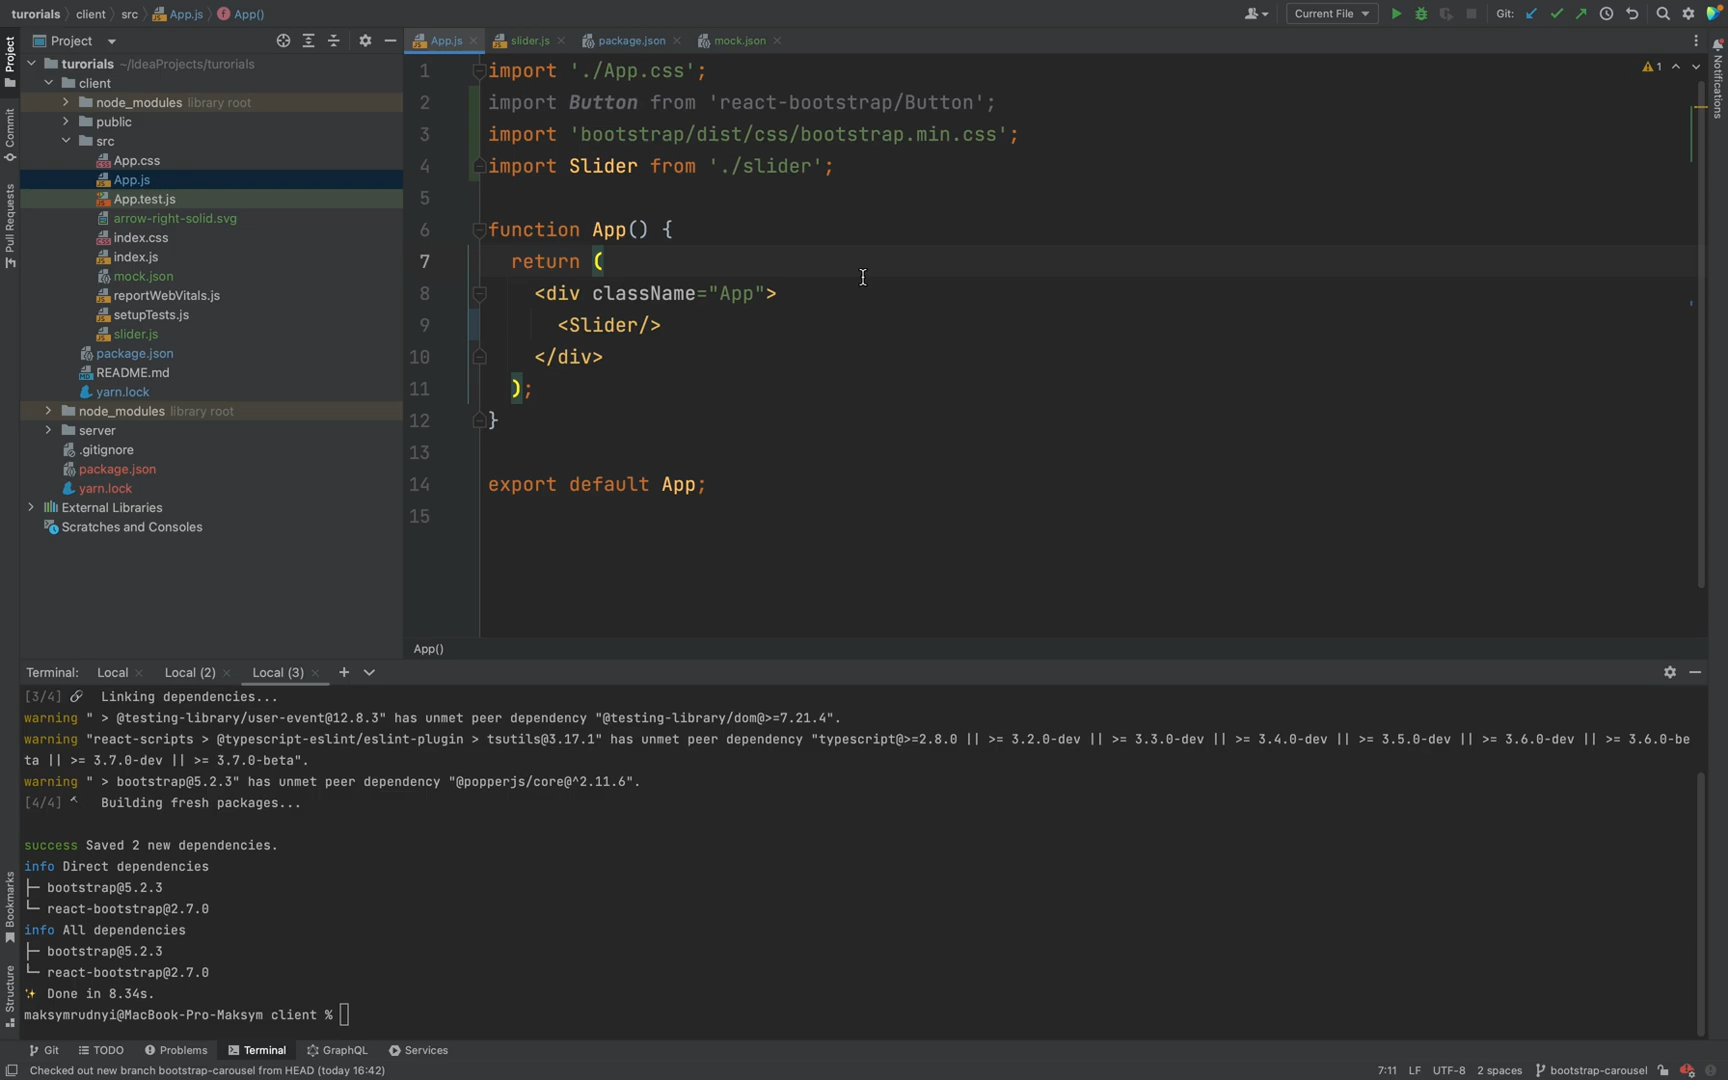 turorials client src App.js App()
Current File Git:
Project
App.js slider.js package.json mock.json
turorials ~/IdeaProjects/turorials
client
node_modules library root
public
src
App.css
App.js
App.test.js
arrow-right-solid.svg
index.css
index.js
mock.json
reportWebVitals.js
setupTests.js
slider.js
package.json
README.md
yarn.lock
node_modules library root
server
.gitignore
package.json
yarn.lock
External Libraries
Scratches and Consoles
Project
Commit
Pull Requests
Bookmarks
Structure
1 import './App.css';
2 import Button from 'react-bootstrap/Button';
3 import 'bootstrap/dist/css/bootstrap.min.css';
4 import Slider from './slider';
5
6 function App() {
7 return (
8 <div className="App">
9 <Slider/>
10 </div>
11 );
12 }
13
14 export default App;
15
1
Notifications
App()
Terminal: Local Local (2) Local (3)
[3/4] Linking dependencies...
warning " > @testing-library/user-event@12.8.3" has unmet peer dependency "@testing-library/dom@>=7.21.4".
warning "react-scripts > @typescript-eslint/eslint-plugin > tsutils@3.17.1" has unmet peer dependency "typescript@>=2.8.0 || >= 3.2.0-dev || >= 3.3.0-dev || >= 3.4.0-dev || >= 3.5.0-dev || >= 3.6.0-dev || >= 3.6.0-be
ta || >= 3.7.0-dev || >= 3.7.0-beta".
warning " > bootstrap@5.2.3" has unmet peer dependency "@popperjs/core@^2.11.6".
[4/4] Building fresh packages...
success Saved 2 new dependencies.
info Direct dependencies
├─ bootstrap@5.2.3
└─ react-bootstrap@2.7.0
info All dependencies
├─ bootstrap@5.2.3
└─ react-bootstrap@2.7.0
Done in 8.34s.
maksymrudnyi@MacBook-Pro-Maksym client %
Git TODO Problems Terminal GraphQL Services
Checked out new branch bootstrap-carousel from HEAD (today 16:42) 7:11 LF UTF-8 2 spaces bootstrap-carousel